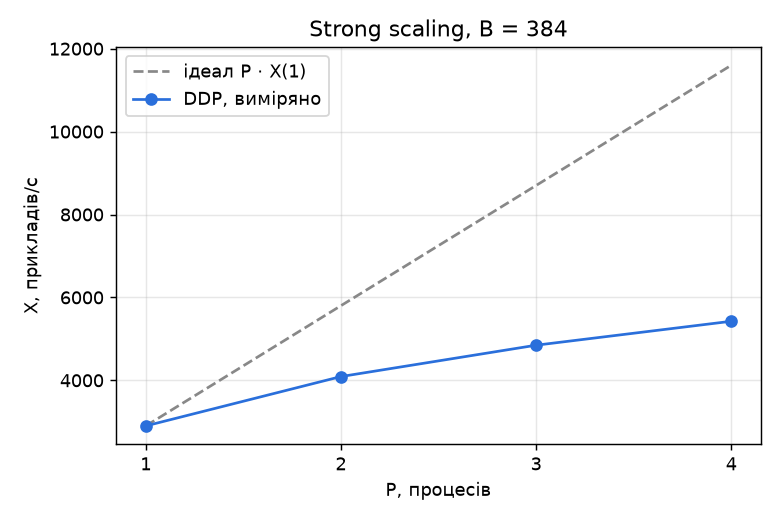 Strong scaling, B = 384
ідеал P · X(1)
DDP, виміряно
X, прикладів/с
12000
10000
8000
6000
4000
1 2 3 4
P, процесів